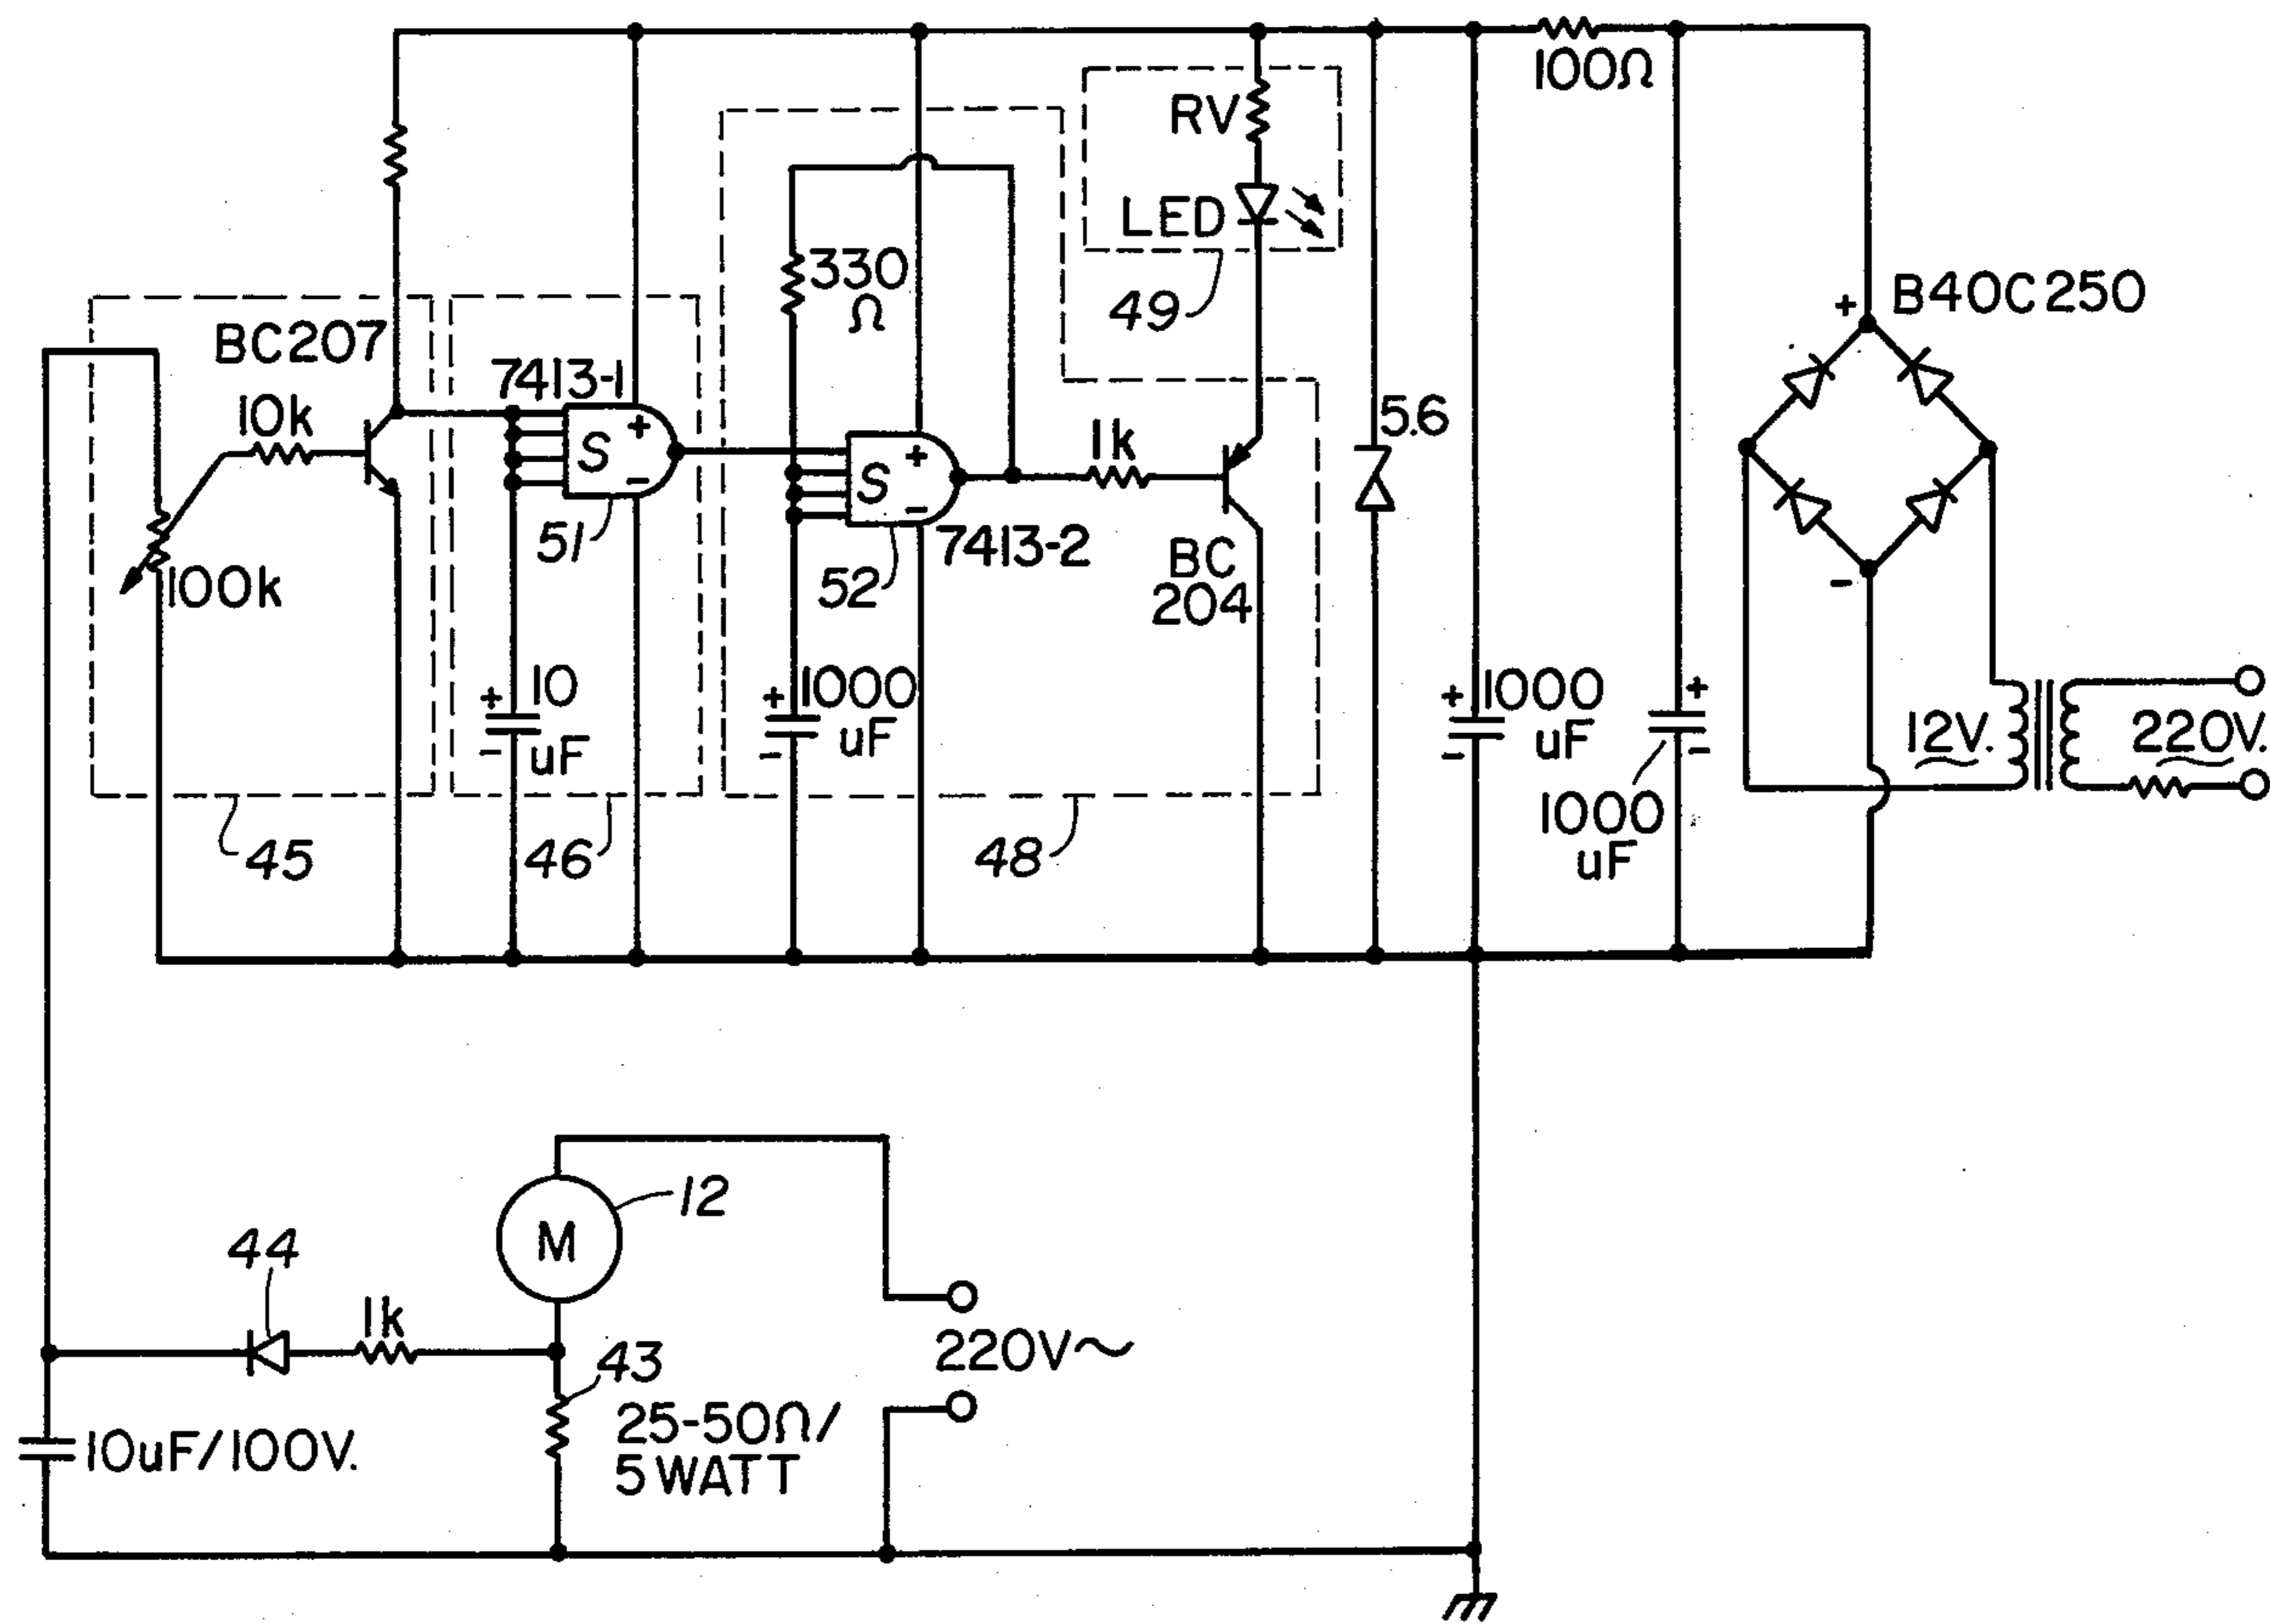 100Ω
RV
LED
330
Ω
49
B40C250
+
BC207
7413-1
10k
1k
5.6
+
S
-
+
S
-
51
7413-2
-
100k
52
BC
204
+ 10
- uF
+ 1000
- uF
+ 1000
- uF
+
-
1000
uF
12V.
220V.
45
46
48
12
M
44
1k
43
220V~
25-50Ω/
5 WATT
10uF/100V.